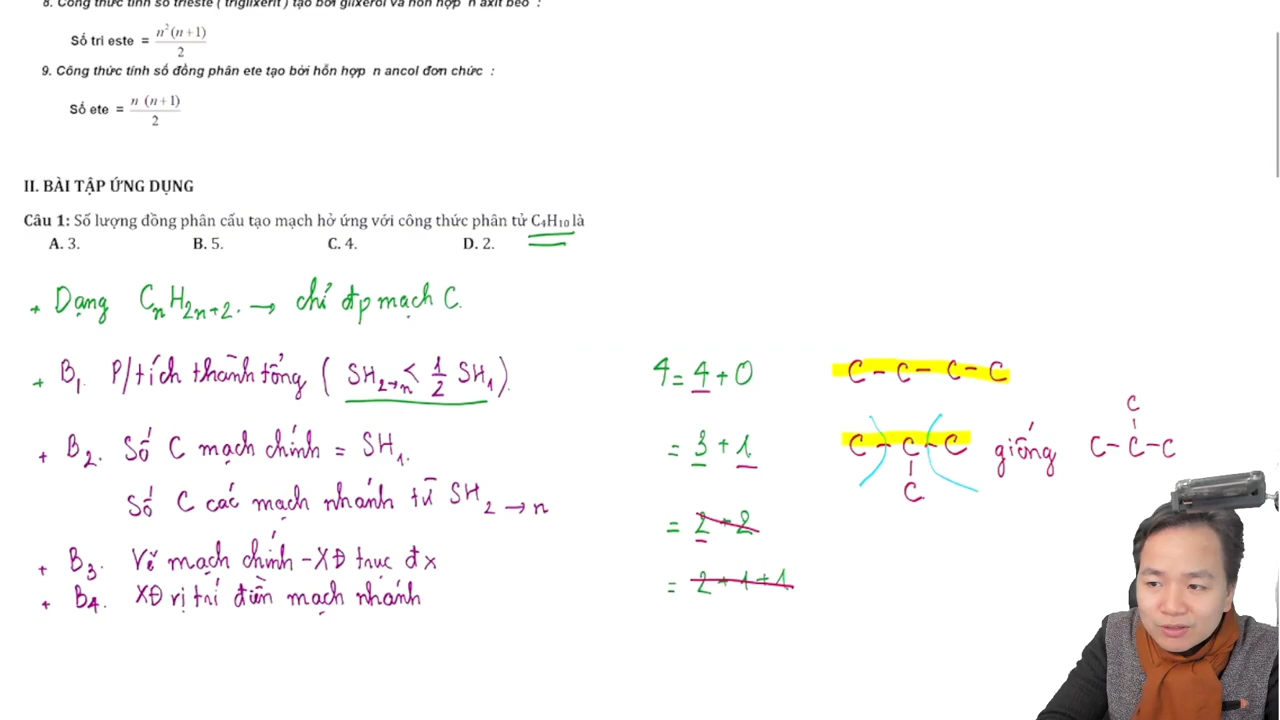 8. Công thức tính số trieste ( triglixerit ) tạo bởi glixerol và hỗn hợp n axit béo :
Số tri este = n²(n+1)/2
9. Công thức tính số đồng phân ete tạo bởi hỗn hợp n ancol đơn chức :
Số ete = n (n+1)/2
II. BÀI TẬP ỨNG DỤNG
Câu 1: Số lượng đồng phân cấu tạo mạch hở ứng với công thức phân tử C₄H₁₀ là
A. 3. B. 5. C. 4. D. 2.
+ Dạng CₙH₂ₙ₊₂. → chỉ đp mạch C.
+ B₁. P/tích thành tổng ( SH₂→ₙ < 1/2 SH₁).
+ B₂. Số C mạch chính = SH₁.
Số C các mạch nhánh từ SH₂→ₙ
+ B₃. Vẽ mạch chính - XĐ trục đx
+ B₄. XĐ vị trí điền mạch nhánh
4 = 4 + 0
= 3 + 1
= 2 + 2
= 2 + 1 + 1
C - C - C - C
C
C - C - C giống C - C - C
C